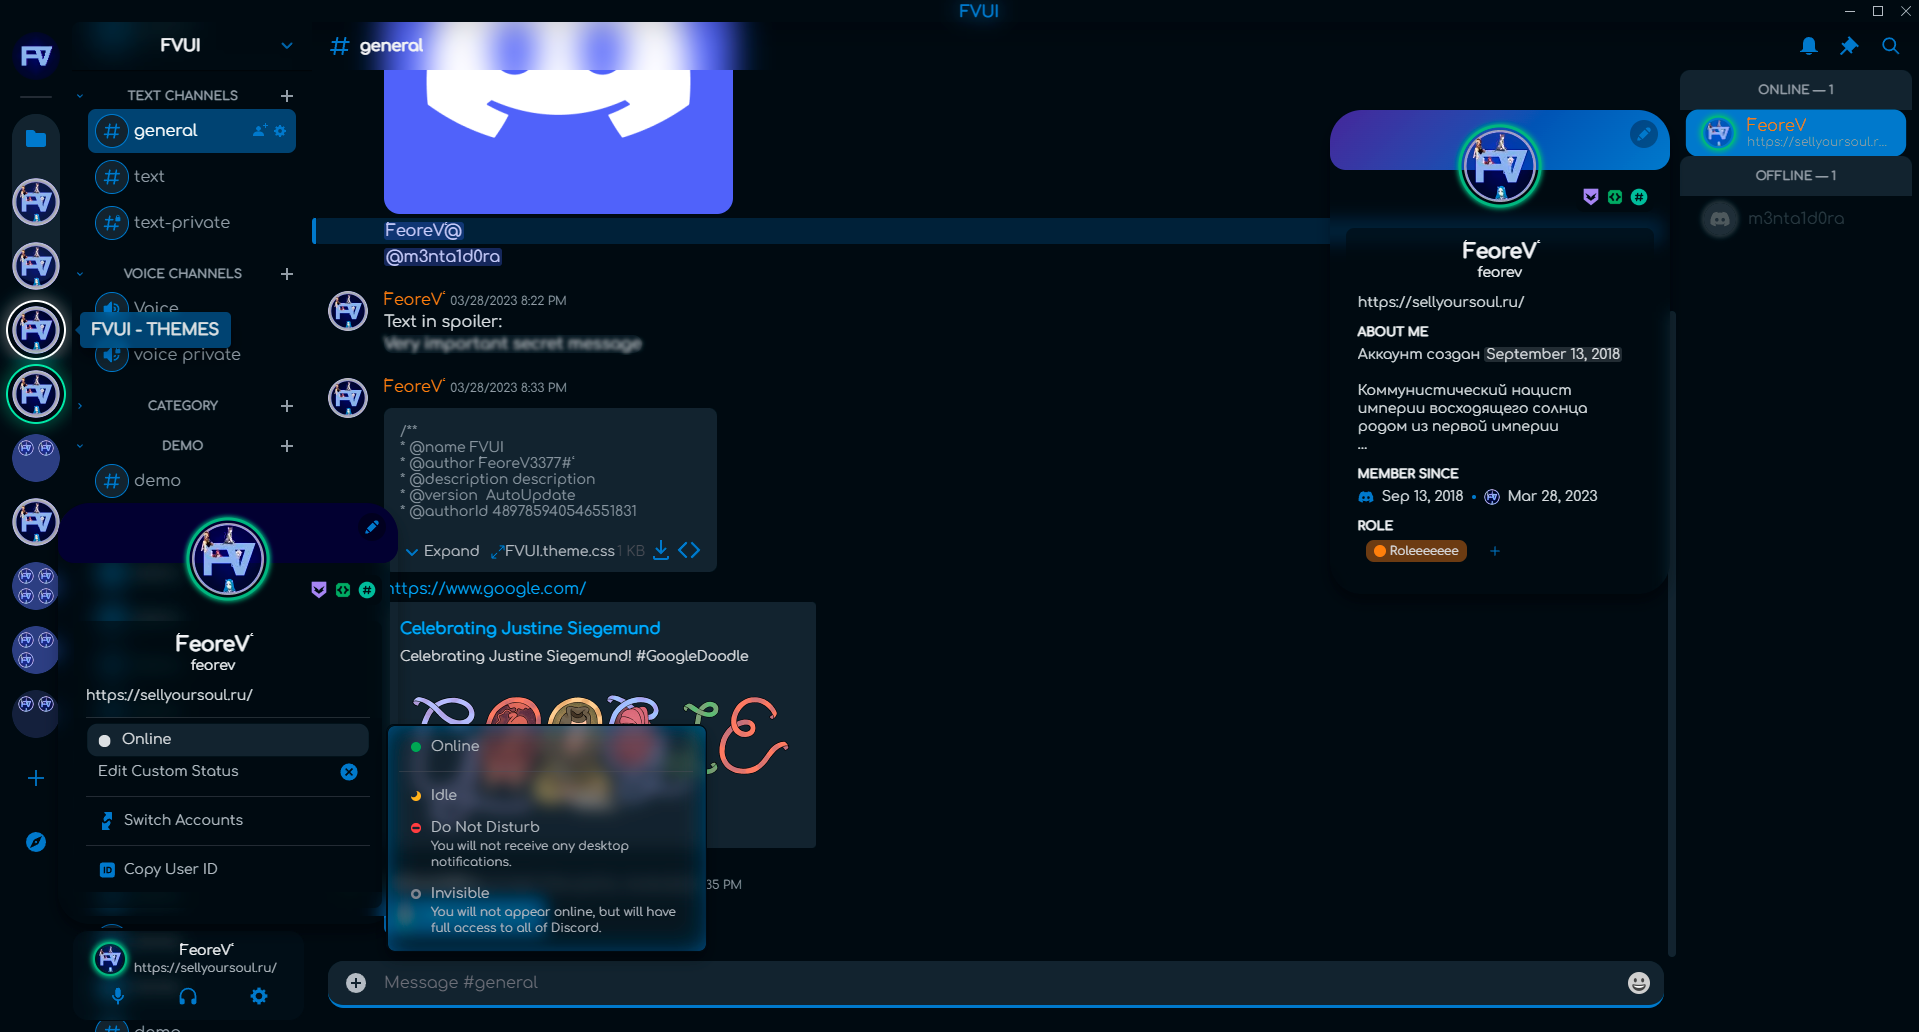 FVUI
FVUI
# general
TEXT CHANNELS
general
text
text-private
VOICE CHANNELS
Voice
FVUI - THEMES
voice private
CATEGORY
DEMO
demo
FeoreV
feorev
https://sellyoursoul.ru/
Online
Edit Custom Status
Switch Accounts
Copy User ID
FeoreV
https://sellyoursoul.ru/
demo
FeoreV@
@m3nta1d0ra
FeoreV 03/28/2023 8:22 PM
Text in spoiler:
Very important secret message
FeoreV 03/28/2023 8:33 PM
/**
* @name FVUI
* @author FeoreV3377#
* @description description
* @version AutoUpdate
* @authorId 489785940546551831
Expand FVUI.theme.css 1 KB
https://www.google.com/
Celebrating Justine Siegemund
Celebrating Justine Siegemund! #GoogleDoodle
Online
Idle
Do Not Disturb
You will not receive any desktop
notifications.
Invisible
You will not appear online, but will have
full access to all of Discord.
35 PM
Message #general
FeoreV
feorev
https://sellyoursoul.ru/
ABOUT ME
Аккаунт создан September 13, 2018
Коммунистический нацист
империи восходящего солнца
родом из первой империи
...
MEMBER SINCE
Sep 13, 2018 • Mar 28, 2023
ROLE
Roleeeeeee
ONLINE — 1
FeoreV
https://sellyoursoul.r...
OFFLINE — 1
m3nta1d0ra